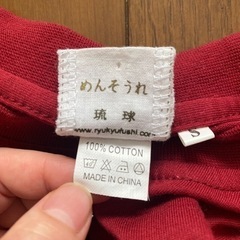 めんそうれ
琉球
www.ryukyufushi.com
S
100% COTTON
MADE IN CHINA